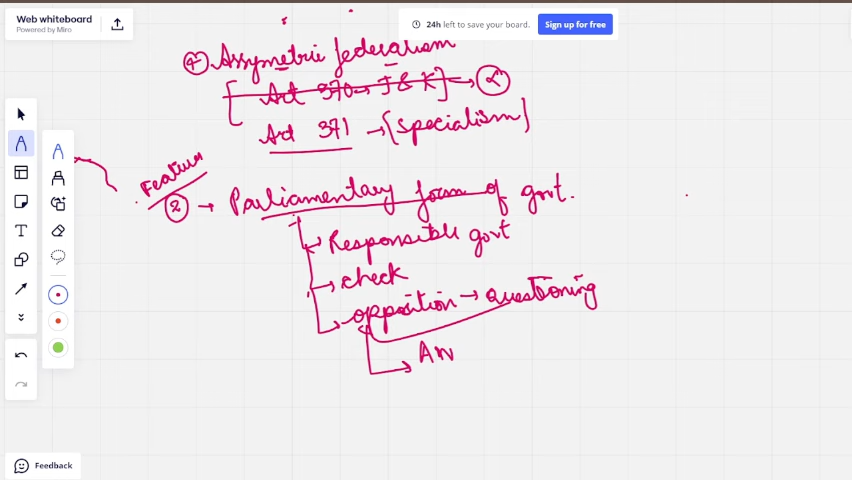 Web whiteboard
Powered by Miro
24h left to save your board.
Sign up for free
④ Assymetric federalism
[Art 370→ J & K] →
Art 371 → [Specialism]
Feature
② → Parliamentary form of govt.
→ Responsible govt
→ check
→ opposition → questioning
→ An
T
Feedback